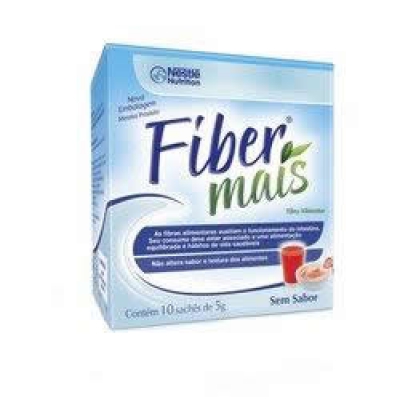 Nestlé
Nutrition
Nova
Embalagem
Mesmo Produto
Fiber®
mais
Fibra Alimentar
As fibras alimentares auxiliam o funcionamento do intestino.
Seu consumo deve estar associado a uma alimentação
equilibrada e hábitos de vida saudáveis
Não altera sabor e textura dos alimentos
Sem Sabor
Contém 10 sachês de 5g